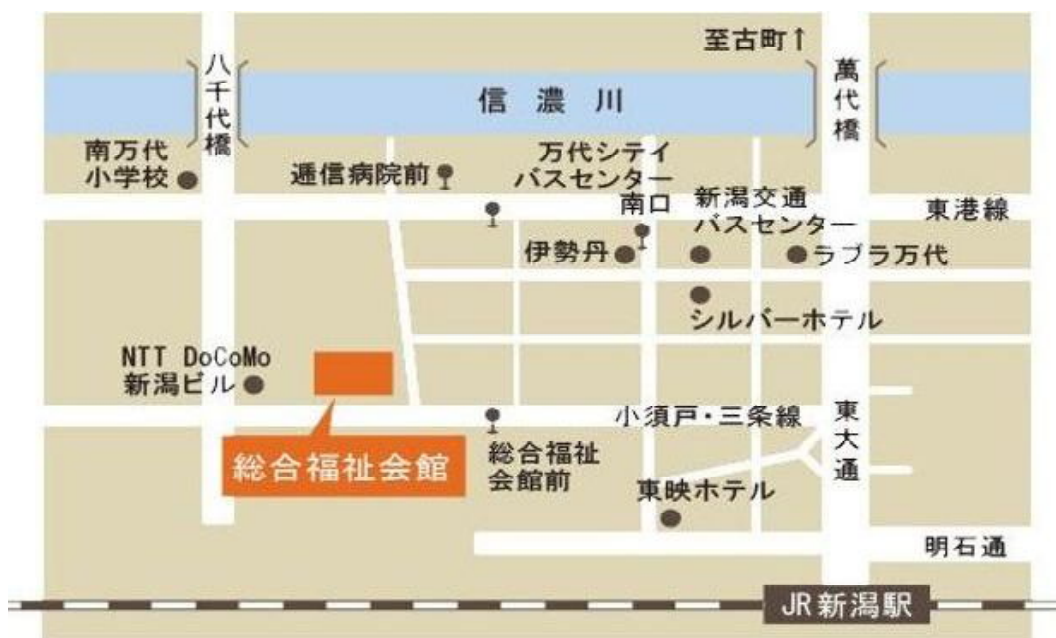 至古町↑
八千代橋
萬代橋
信濃川
南万代
小学校
逓信病院前
万代シテイ
バスセンター
南口
新潟交通
バスセンター
東港線
伊勢丹
ラブラ万代
シルバーホテル
NTT DoCoMo
新潟ビル
小須戸・三条線
東大通
総合福祉会館
総合福祉
会館前
東映ホテル
明石通
JR新潟駅